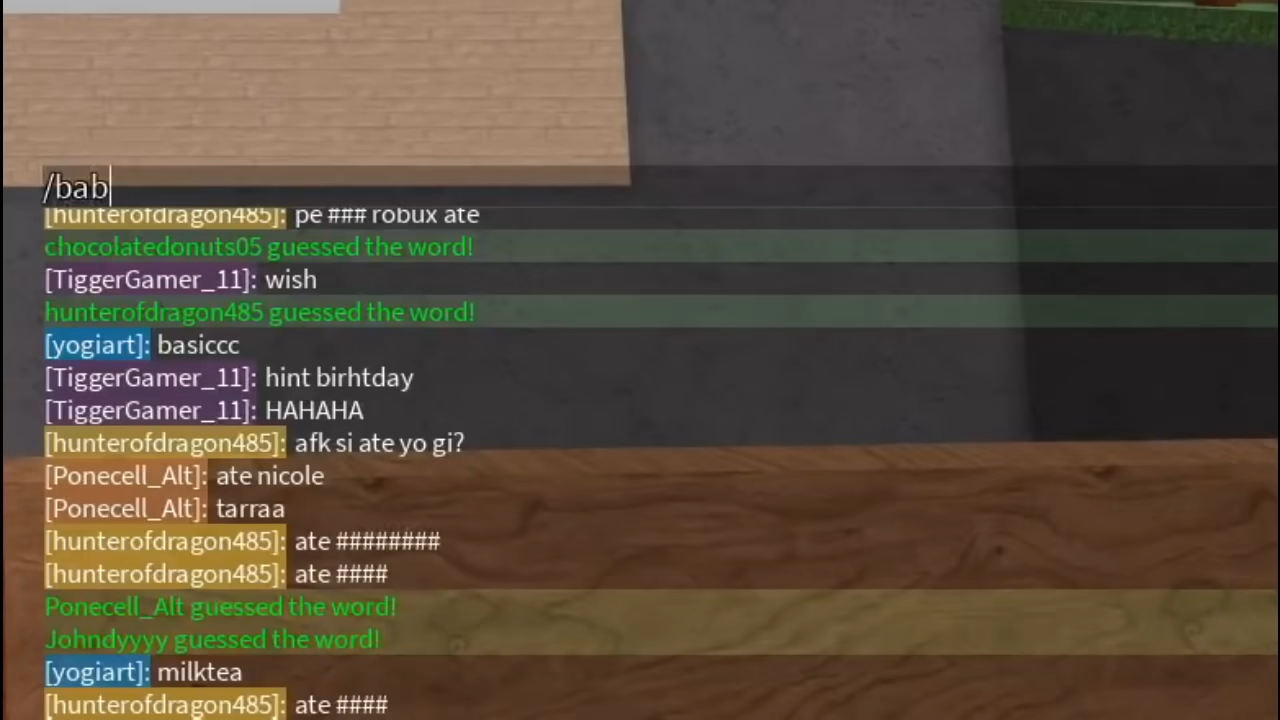 /bab
[hunterofdragon485]: pe ### robux ate
chocolatedonuts05 guessed the word!
[TiggerGamer_11]: wish
hunterofdragon485 guessed the word!
[yogiart]: basiccc
[TiggerGamer_11]: hint birhtday
[TiggerGamer_11]: HAHAHA
[hunterofdragon485]: afk si ate yo gi?
[Ponecell_Alt]: ate nicole
[Ponecell_Alt]: tarraa
[hunterofdragon485]: ate ########
[hunterofdragon485]: ate ####
Ponecell_Alt guessed the word!
Johndyyyy guessed the word!
[yogiart]: milktea
[hunterofdragon485]: ate ####